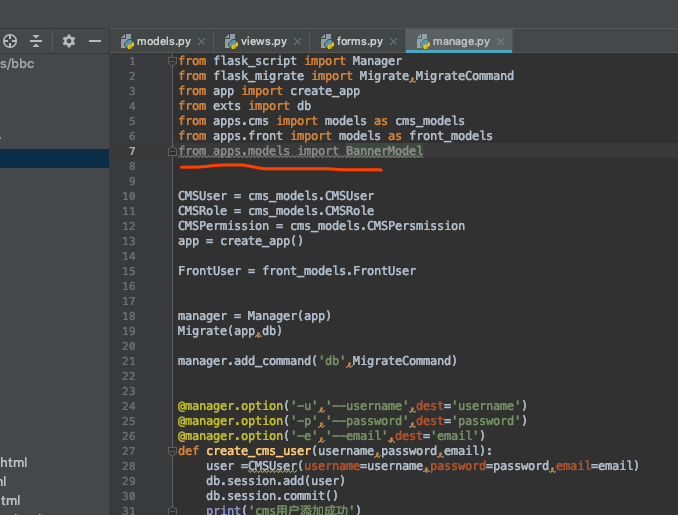 s/bbc
models.py
views.py
forms.py
manage.py
1 from flask_script import Manager
2 from flask_migrate import Migrate,MigrateCommand
3 from app import create_app
4 from exts import db
5 from apps.cms import models as cms_models
6 from apps.front import models as front_models
7 from apps.models import BannerModel
8
9
10 CMSUser = cms_models.CMSUser
11 CMSRole = cms_models.CMSRole
12 CMSPermission = cms_models.CMSPersmission
13 app = create_app()
14
15 FrontUser = front_models.FrontUser
16
17
18 manager = Manager(app)
19 Migrate(app,db)
20
21 manager.add_command('db',MigrateCommand)
22
23
24 @manager.option('-u','--username',dest='username')
25 @manager.option('-p','--password',dest='password')
26 @manager.option('-e','--email',dest='email')
27 def create_cms_user(username,password,email):
28 user =CMSUser(username=username,password=password,email=email)
29 db.session.add(user)
30 db.session.commit()
31 print('cms用户添加成功')
html
ml
tml